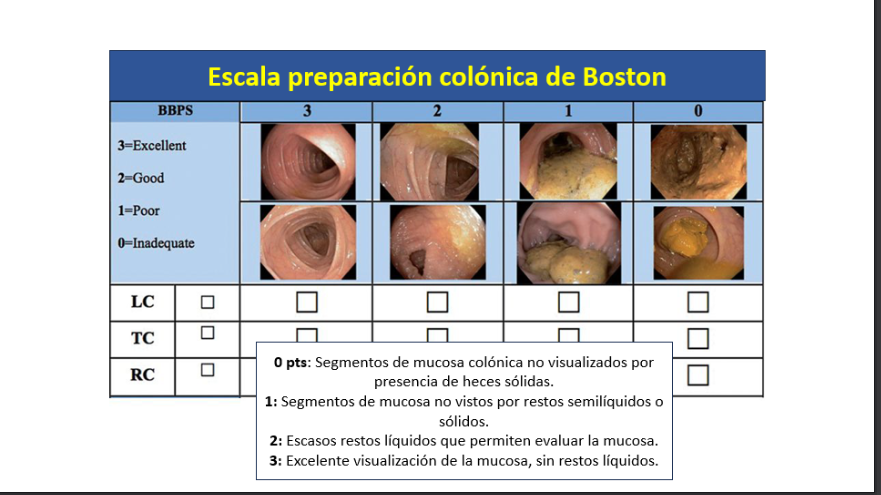 Escala preparación colónica de Boston
BBPS 3 2 1 0
3=Excellent
2=Good
1=Poor
0=Inadequate
LC
TC
RC
0 pts: Segmentos de mucosa colónica no visualizados por
presencia de heces sólidas.
1: Segmentos de mucosa no vistos por restos semilíquidos o
sólidos.
2: Escasos restos líquidos que permiten evaluar la mucosa.
3: Excelente visualización de la mucosa, sin restos líquidos.